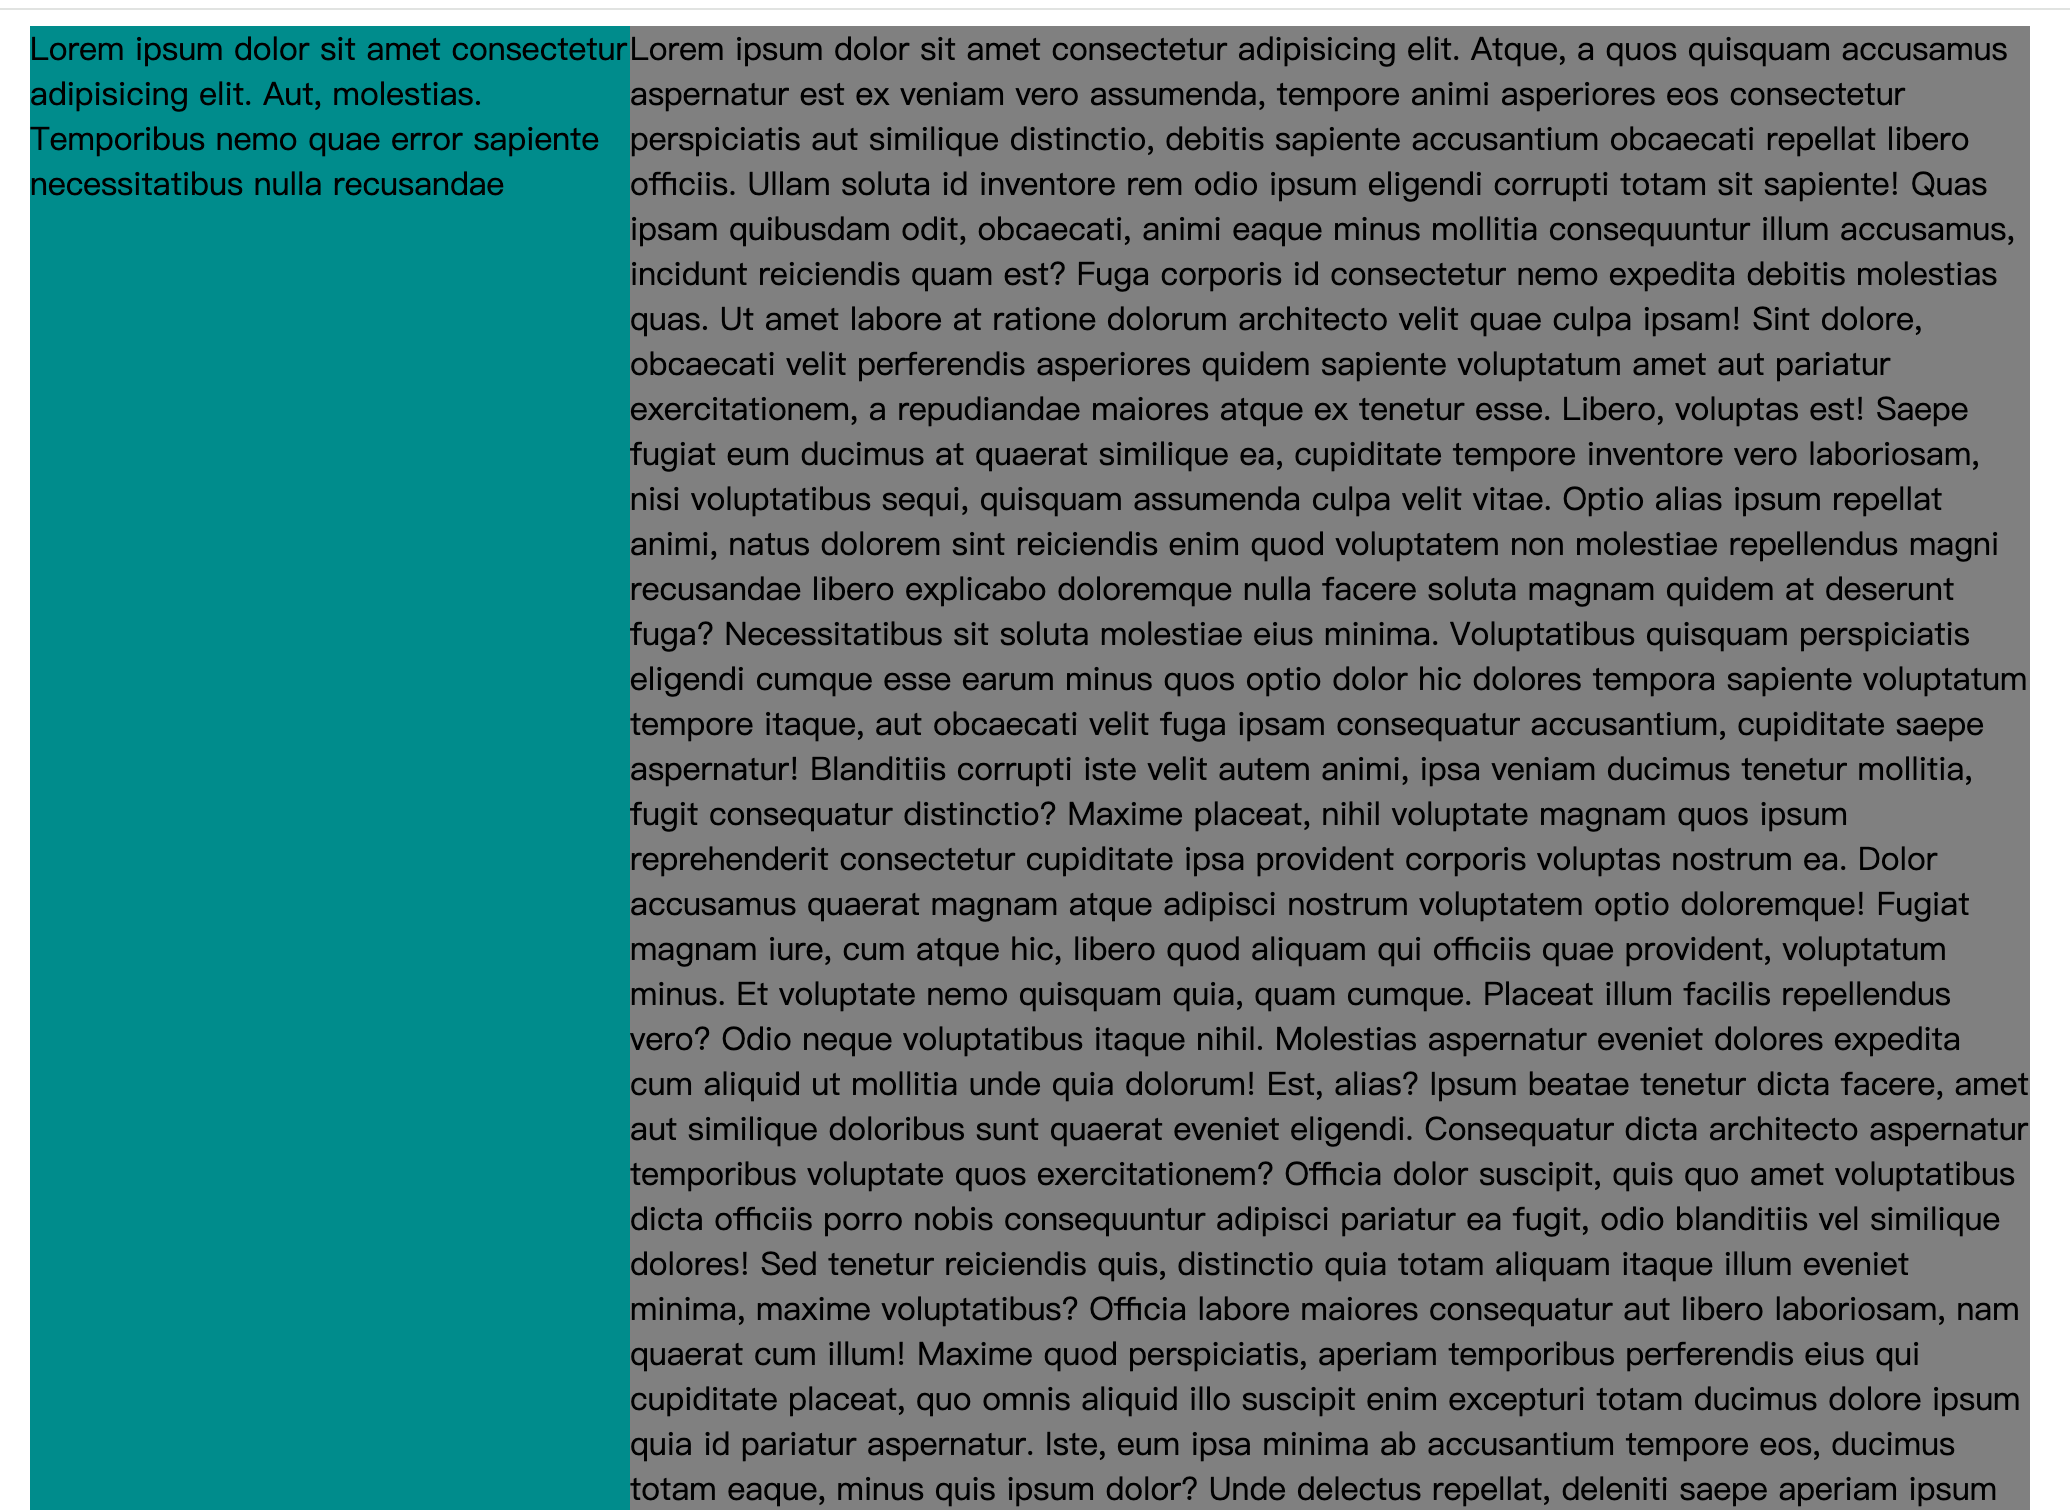 Lorem ipsum dolor sit amet consectetur
adipisicing elit. Aut, molestias.
Temporibus nemo quae error sapiente
necessitatibus nulla recusandae
Lorem ipsum dolor sit amet consectetur adipisicing elit. Atque, a quos quisquam accusamus
aspernatur est ex veniam vero assumenda, tempore animi asperiores eos consectetur
perspiciatis aut similique distinctio, debitis sapiente accusantium obcaecati repellat libero
officiis. Ullam soluta id inventore rem odio ipsum eligendi corrupti totam sit sapiente! Quas
ipsam quibusdam odit, obcaecati, animi eaque minus mollitia consequuntur illum accusamus,
incidunt reiciendis quam est? Fuga corporis id consectetur nemo expedita debitis molestias
quas. Ut amet labore at ratione dolorum architecto velit quae culpa ipsam! Sint dolore,
obcaecati velit perferendis asperiores quidem sapiente voluptatum amet aut pariatur
exercitationem, a repudiandae maiores atque ex tenetur esse. Libero, voluptas est! Saepe
fugiat eum ducimus at quaerat similique ea, cupiditate tempore inventore vero laboriosam,
nisi voluptatibus sequi, quisquam assumenda culpa velit vitae. Optio alias ipsum repellat
animi, natus dolorem sint reiciendis enim quod voluptatem non molestiae repellendus magni
recusandae libero explicabo doloremque nulla facere soluta magnam quidem at deserunt
fuga? Necessitatibus sit soluta molestiae eius minima. Voluptatibus quisquam perspiciatis
eligendi cumque esse earum minus quos optio dolor hic dolores tempora sapiente voluptatum
tempore itaque, aut obcaecati velit fuga ipsam consequatur accusantium, cupiditate saepe
aspernatur! Blanditiis corrupti iste velit autem animi, ipsa veniam ducimus tenetur mollitia,
fugit consequatur distinctio? Maxime placeat, nihil voluptate magnam quos ipsum
reprehenderit consectetur cupiditate ipsa provident corporis voluptas nostrum ea. Dolor
accusamus quaerat magnam atque adipisci nostrum voluptatem optio doloremque! Fugiat
magnam iure, cum atque hic, libero quod aliquam qui officiis quae provident, voluptatum
minus. Et voluptate nemo quisquam quia, quam cumque. Placeat illum facilis repellendus
vero? Odio neque voluptatibus itaque nihil. Molestias aspernatur eveniet dolores expedita
cum aliquid ut mollitia unde quia dolorum! Est, alias? Ipsum beatae tenetur dicta facere, amet
aut similique doloribus sunt quaerat eveniet eligendi. Consequatur dicta architecto aspernatur
temporibus voluptate quos exercitationem? Officia dolor suscipit, quis quo amet voluptatibus
dicta officiis porro nobis consequuntur adipisci pariatur ea fugit, odio blanditiis vel similique
dolores! Sed tenetur reiciendis quis, distinctio quia totam aliquam itaque illum eveniet
minima, maxime voluptatibus? Officia labore maiores consequatur aut libero laboriosam, nam
quaerat cum illum! Maxime quod perspiciatis, aperiam temporibus perferendis eius qui
cupiditate placeat, quo omnis aliquid illo suscipit enim excepturi totam ducimus dolore ipsum
quia id pariatur aspernatur. Iste, eum ipsa minima ab accusantium tempore eos, ducimus
totam eaque, minus quis ipsum dolor? Unde delectus repellat, deleniti saepe aperiam ipsum